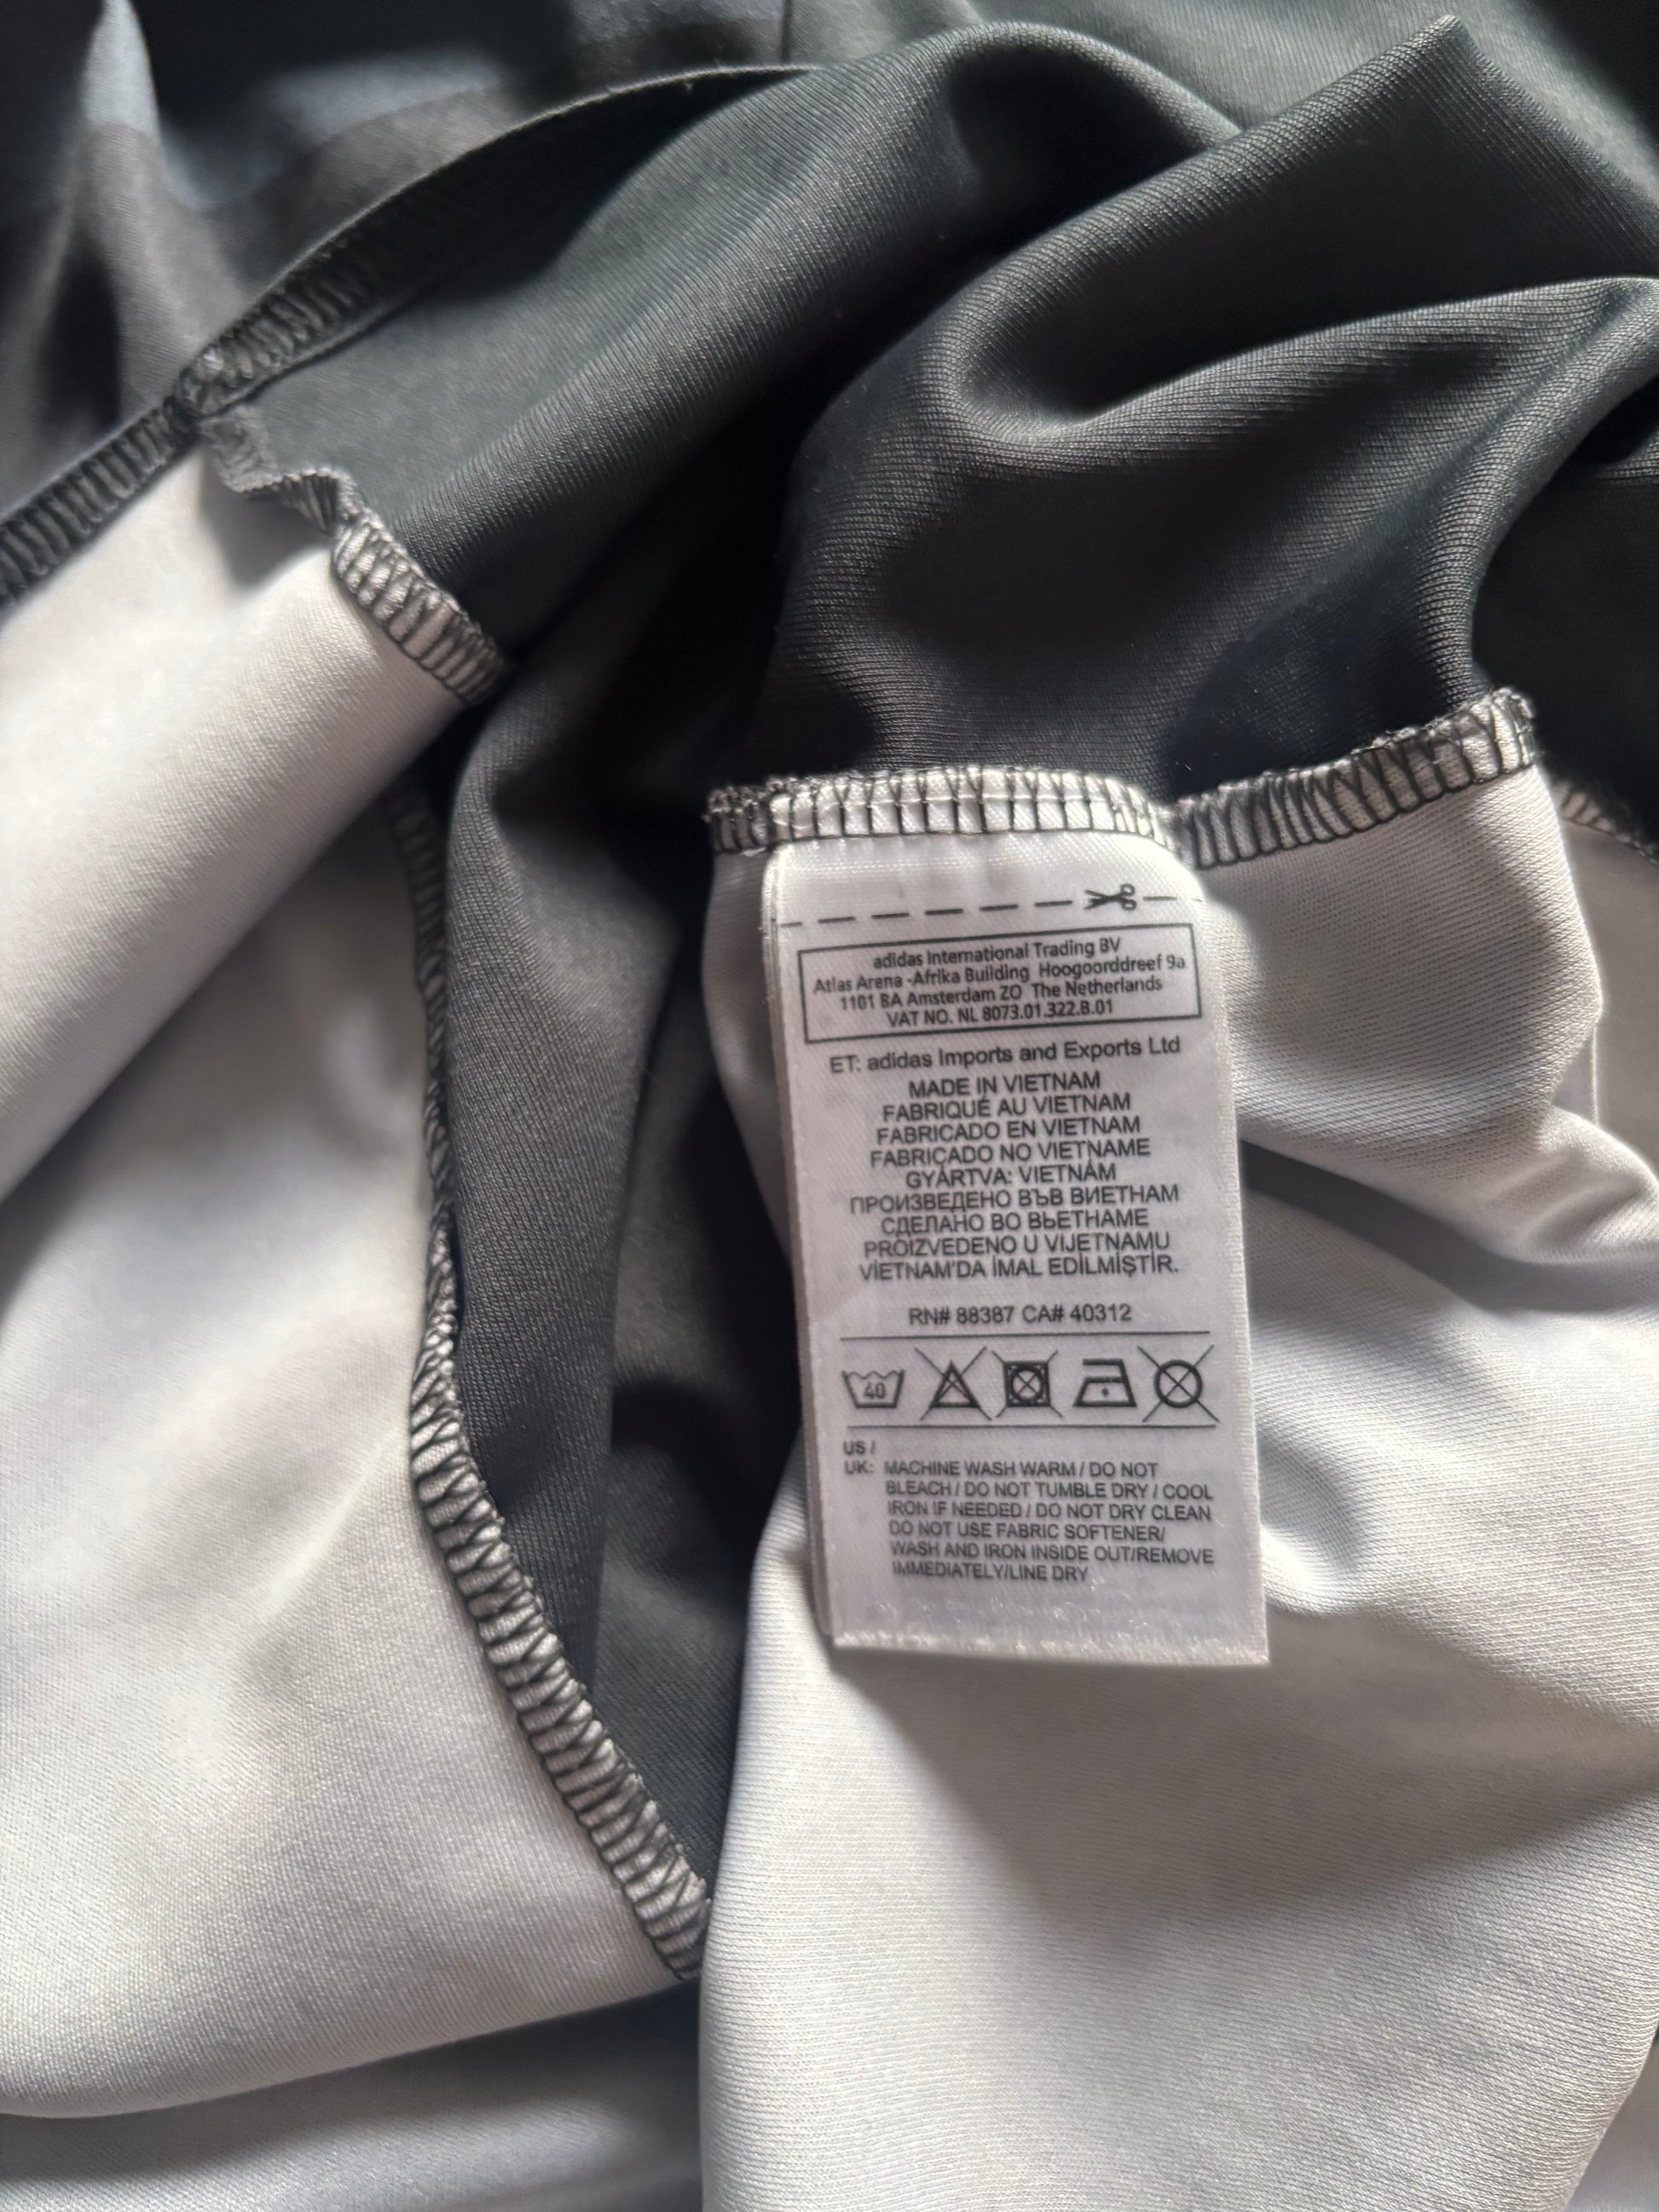 adidas International Trading BV
Atlas Arena -Afrika Building Hoogoorddreef 9a
1101 BA Amsterdam ZO The Netherlands
VAT NO. NL 8073.01.322.B.01
ET: adidas Imports and Exports Ltd
MADE IN VIETNAM
FABRIQUÉ AU VIETNAM
FABRICADO EN VIETNAM
FABRICADO NO VIETNAME
GYÁRTVA: VIETNÁM
ПРОИЗВЕДЕНО ВЪВ ВИЕТНАМ
СДЕЛАНО ВО ВЬЕТНАМЕ
PROIZVEDENO U VIJETNAMU
VİETNAM'DA İMAL EDİLMİŞTİR.
RN# 88387 CA# 40312
40
US /
UK: MACHINE WASH WARM / DO NOT
BLEACH / DO NOT TUMBLE DRY / COOL
IRON IF NEEDED / DO NOT DRY CLEAN
DO NOT USE FABRIC SOFTENER/
WASH AND IRON INSIDE OUT/REMOVE
IMMEDIATELY/LINE DRY